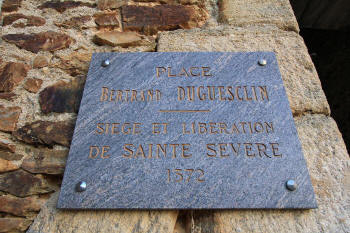 PLACE
BERTRAND DUGUESCLIN
SIEGE ET LIBERATION
DE SAINTE SEVERE
1372